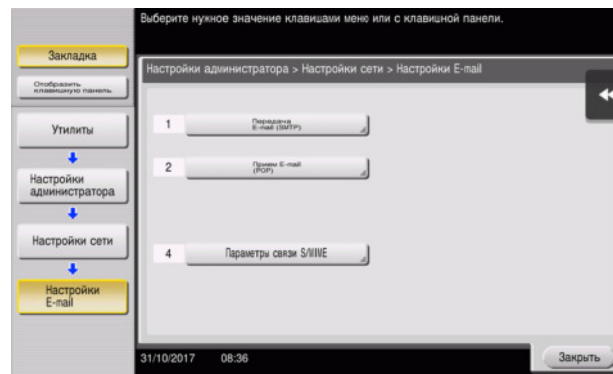 Выберите нужное значение клавишами меню или с клавишной панели.
Закладка
Отобразить
клавишную панель.
Утилиты
Настройки
администратора
Настройки сети
Настройки
E-mail
Настройки администратора > Настройки сети > Настройки E-mail
1
Передача
E-mail (SMTP)
2
Прием E-mail
(POP)
4
Параметры связи S/MIME
31/10/2017 08:36
Закрыть